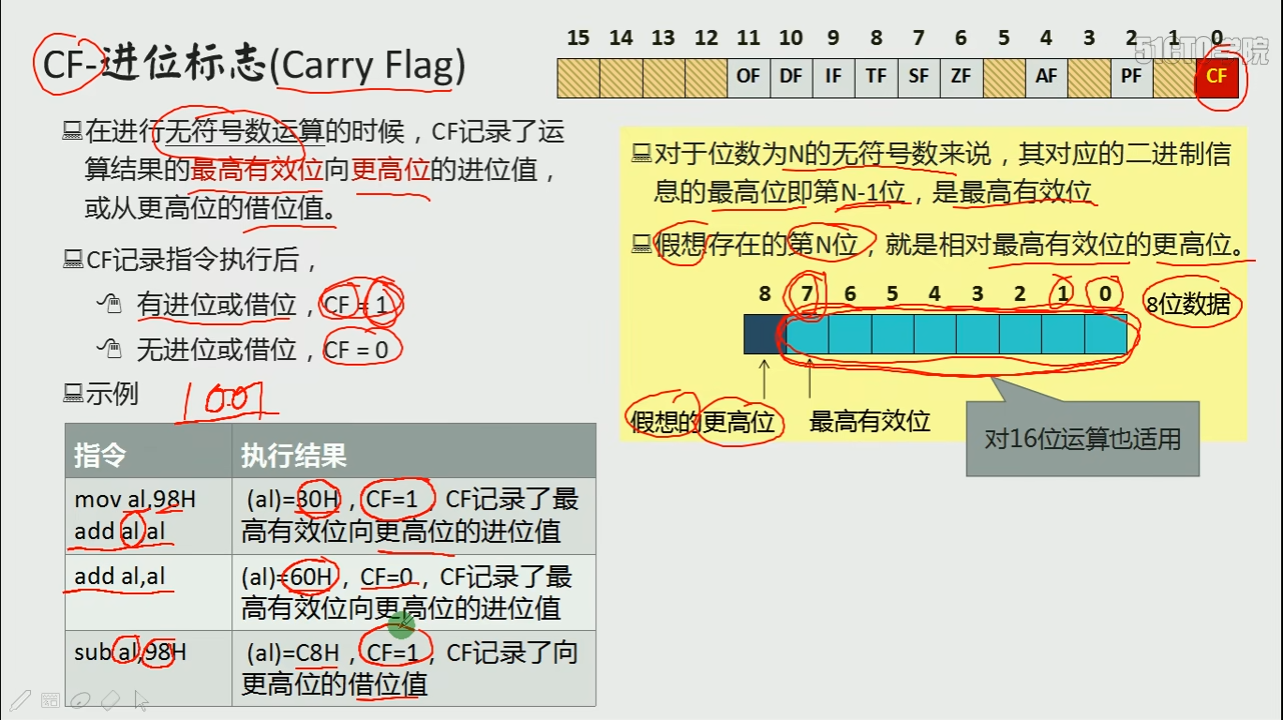 CF-进位标志(Carry Flag)
15 14 13 12 11 10 9 8 7 6 5 4 3 2 1 0
51CTO学院
OF DF IF TF SF ZF AF PF CF
在进行无符号数运算的时候，CF记录了运
算结果的最高有效位向更高位的进位值，
或从更高位的借位值。
CF记录指令执行后，
有进位或借位，CF = 1
无进位或借位，CF = 0
示例
1001
指令 执行结果
mov al,98H
add al,al
(al)=30H，CF=1，CF记录了最
高有效位向更高位的进位值
add al,al
(al)=60H，CF=0，CF记录了最
高有效位向更高位的进位值
sub al,98H
(al)=C8H，CF=1，CF记录了向
更高位的借位值
对于位数为N的无符号数来说，其对应的二进制信
息的最高位即第N-1位，是最高有效位
假想存在的第N位，就是相对最高有效位的更高位。
8 7 6 5 4 3 2 1 0
8位数据
假想的更高位
最高有效位
对16位运算也适用